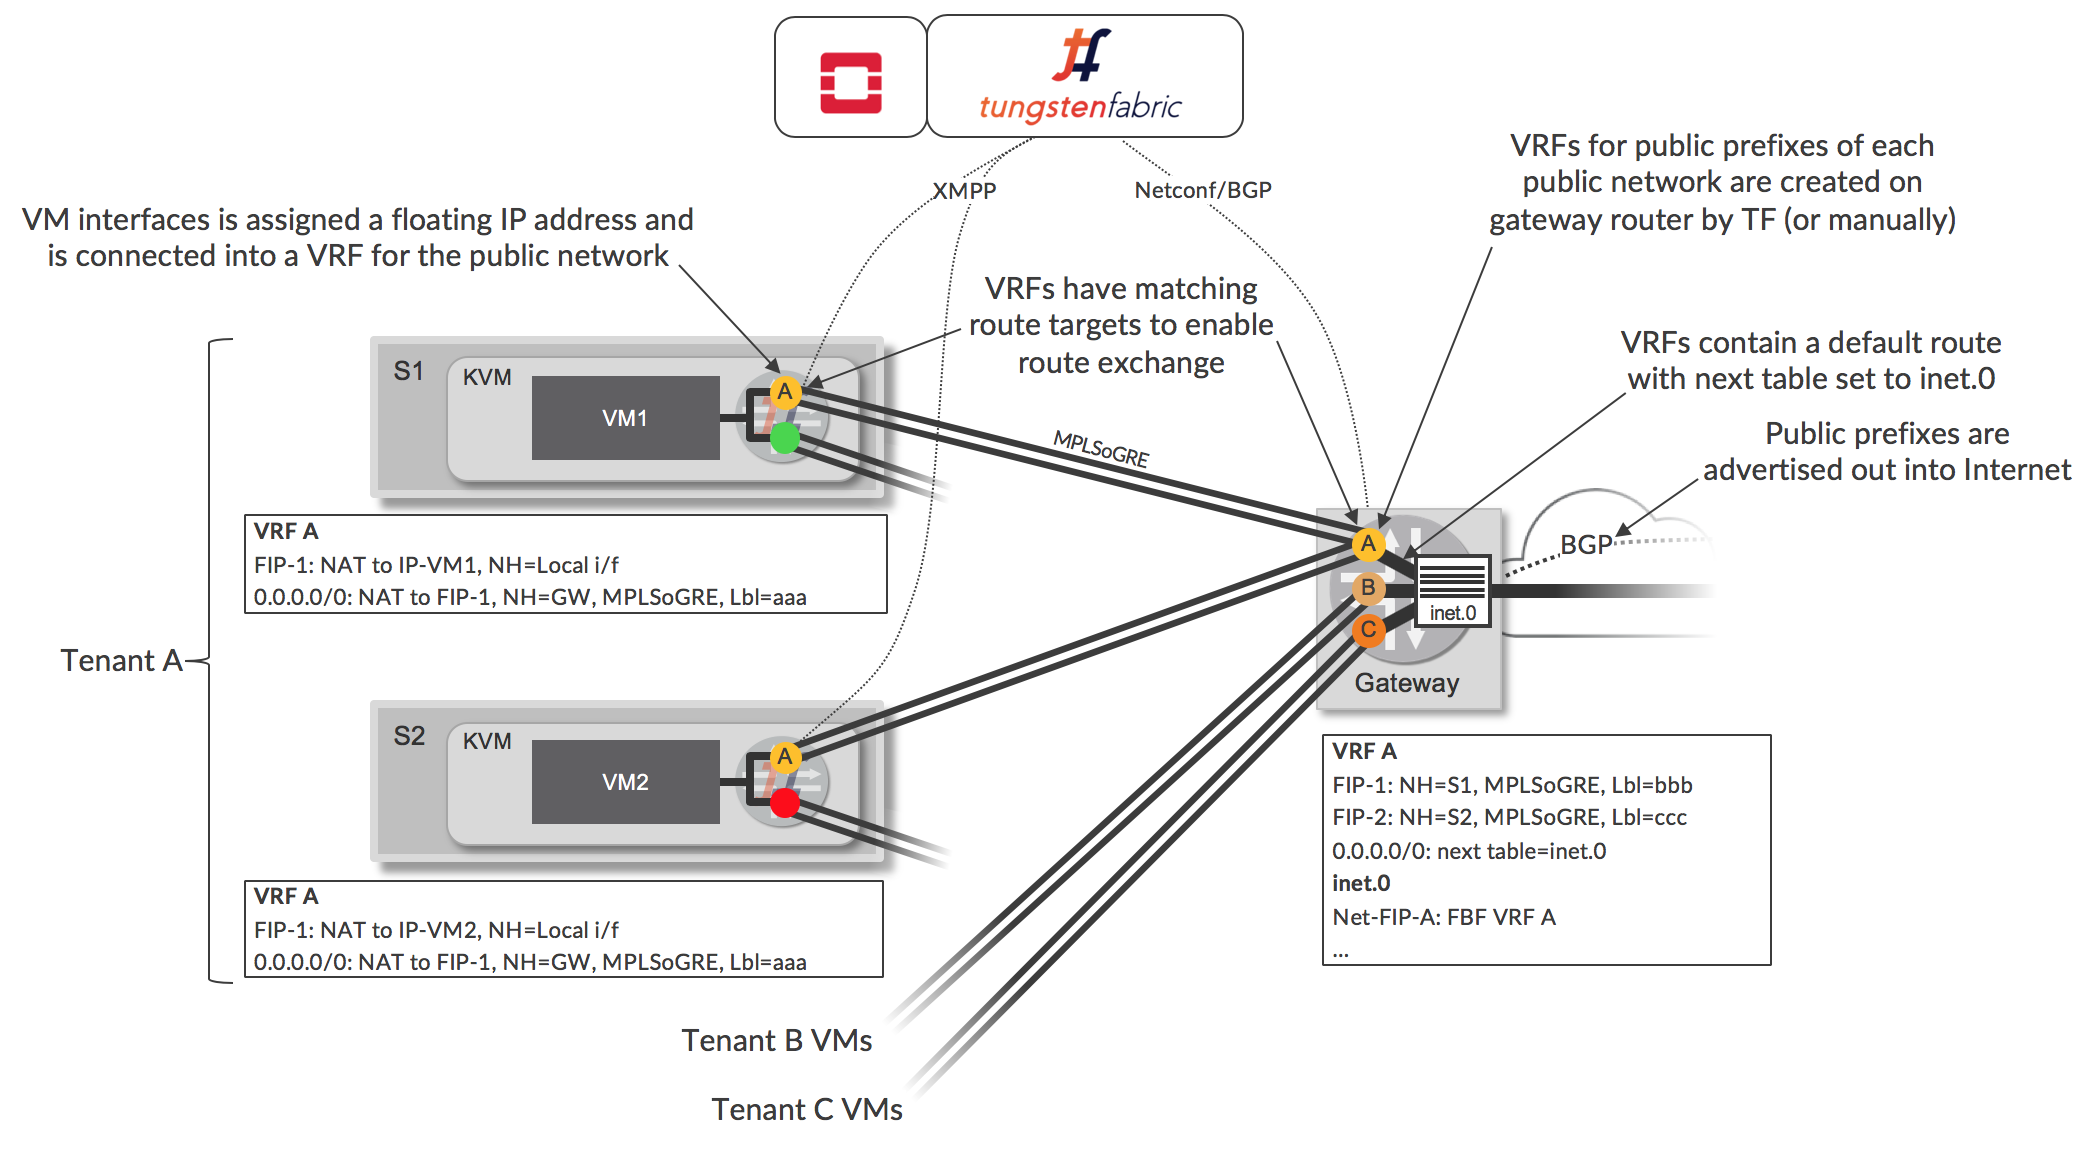 tungstenfabric
XMPP
Netconf/BGP
VRFs for public prefixes of each
public network are created on
gateway router by TF (or manually)
VM interfaces is assigned a floating IP address and
is connected into a VRF for the public network
VRFs have matching
route targets to enable
route exchange
VRFs contain a default route
with next table set to inet.0
Public prefixes are
advertised out into Internet
S1
KVM
VM1
A
MPLSoGRE
VRF A
FIP-1: NAT to IP-VM1, NH=Local i/f
0.0.0.0/0: NAT to FIP-1, NH=GW, MPLSoGRE, Lbl=aaa
Tenant A
S2
KVM
VM2
A
VRF A
FIP-1: NAT to IP-VM2, NH=Local i/f
0.0.0.0/0: NAT to FIP-1, NH=GW, MPLSoGRE, Lbl=aaa
A
B
C
inet.0
BGP
Gateway
VRF A
FIP-1: NH=S1, MPLSoGRE, Lbl=bbb
FIP-2: NH=S2, MPLSoGRE, Lbl=ccc
0.0.0.0/0: next table=inet.0
inet.0
Net-FIP-A: FBF VRF A
...
Tenant B VMs
Tenant C VMs